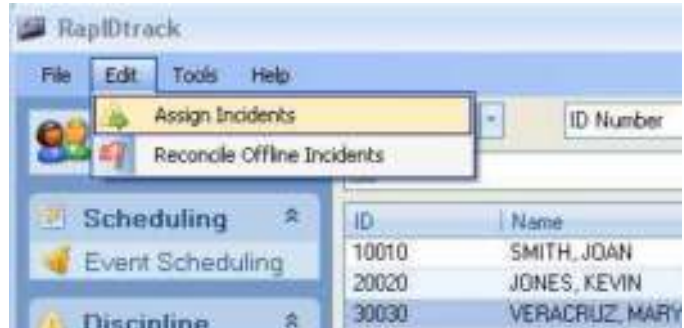 RapIDtrack
File Edit Tools Help
Assign Incidents
ID Number
Reconcile Offline Incidents
Scheduling
ID Name
Event Scheduling
10010 SMITH, JOAN
20020 JONES, KEVIN
Discipline
30030 VERACRUZ, MARY